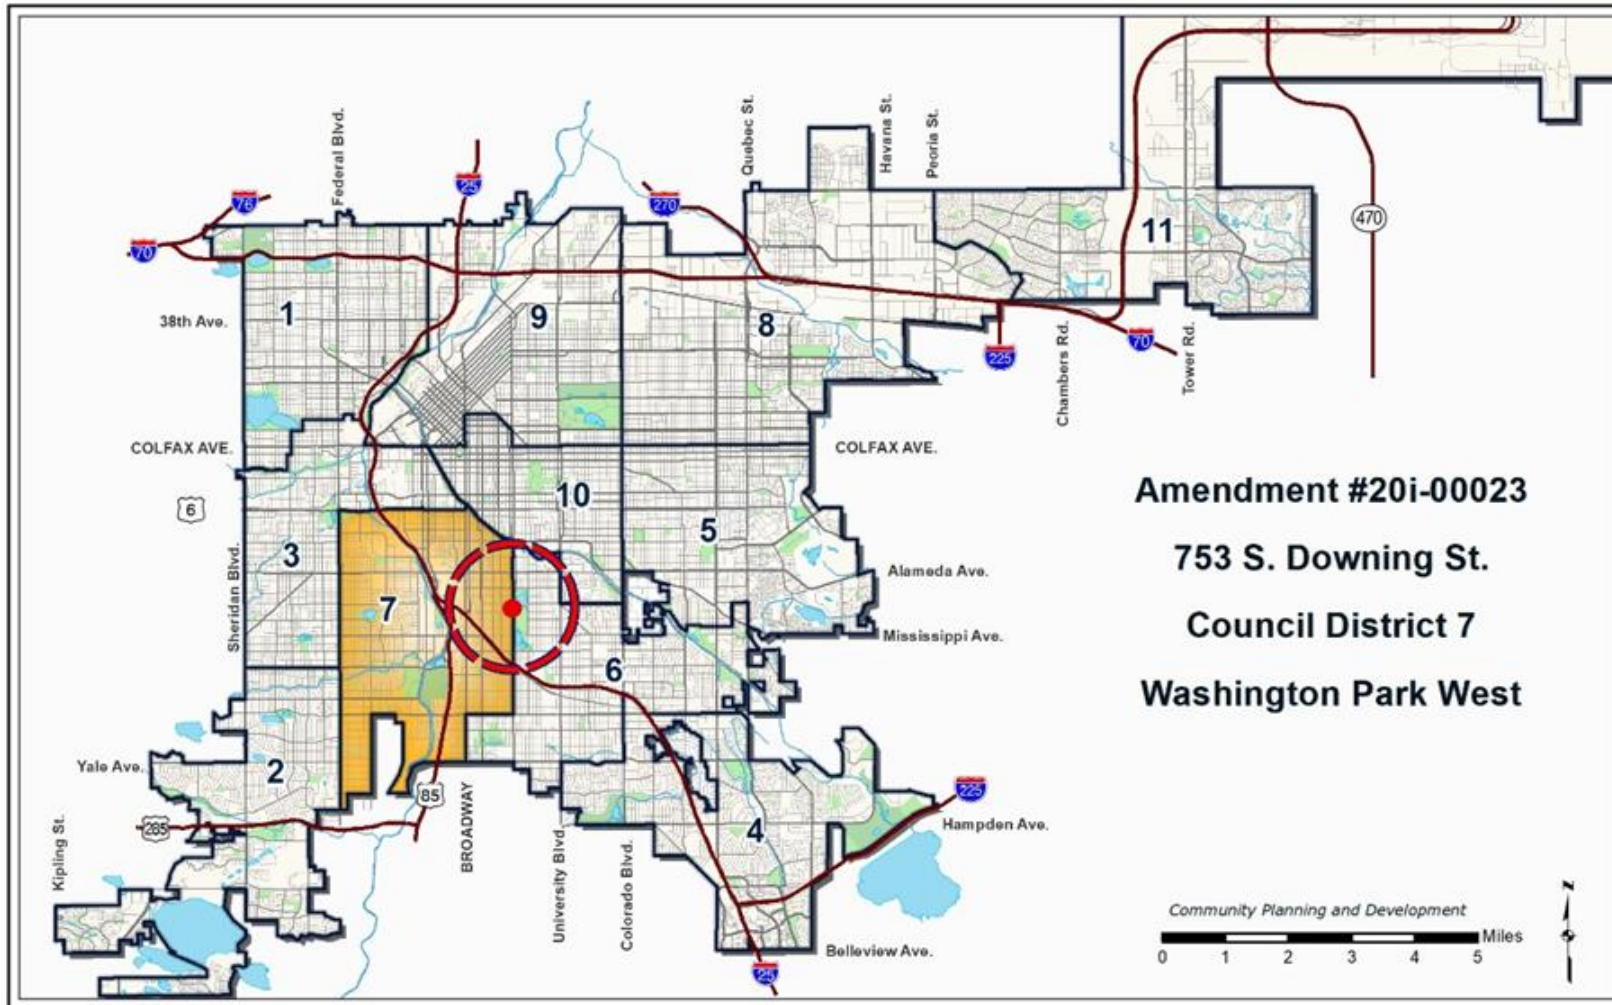 Federal Blvd.
Quebec St.
Havana St.
Peoria St.
76
25
270
70
470
11
1
9
8
38th Ave.
225
70
Chambers Rd.
Tower Rd.
COLFAX AVE.
COLFAX AVE.
6
10
5
Amendment #20i-00023
3
753 S. Downing St.
Sheridan Blvd.
Alameda Ave.
7
Council District 7
Mississippi Ave.
6
Washington Park West
Yale Ave.
2
85
225
285
4
Hampden Ave.
Kipling St.
BROADWAY
University Blvd.
Colorado Blvd.
Community Planning and Development
Miles
0 1 2 3 4 5
Belleview Ave.
25
N